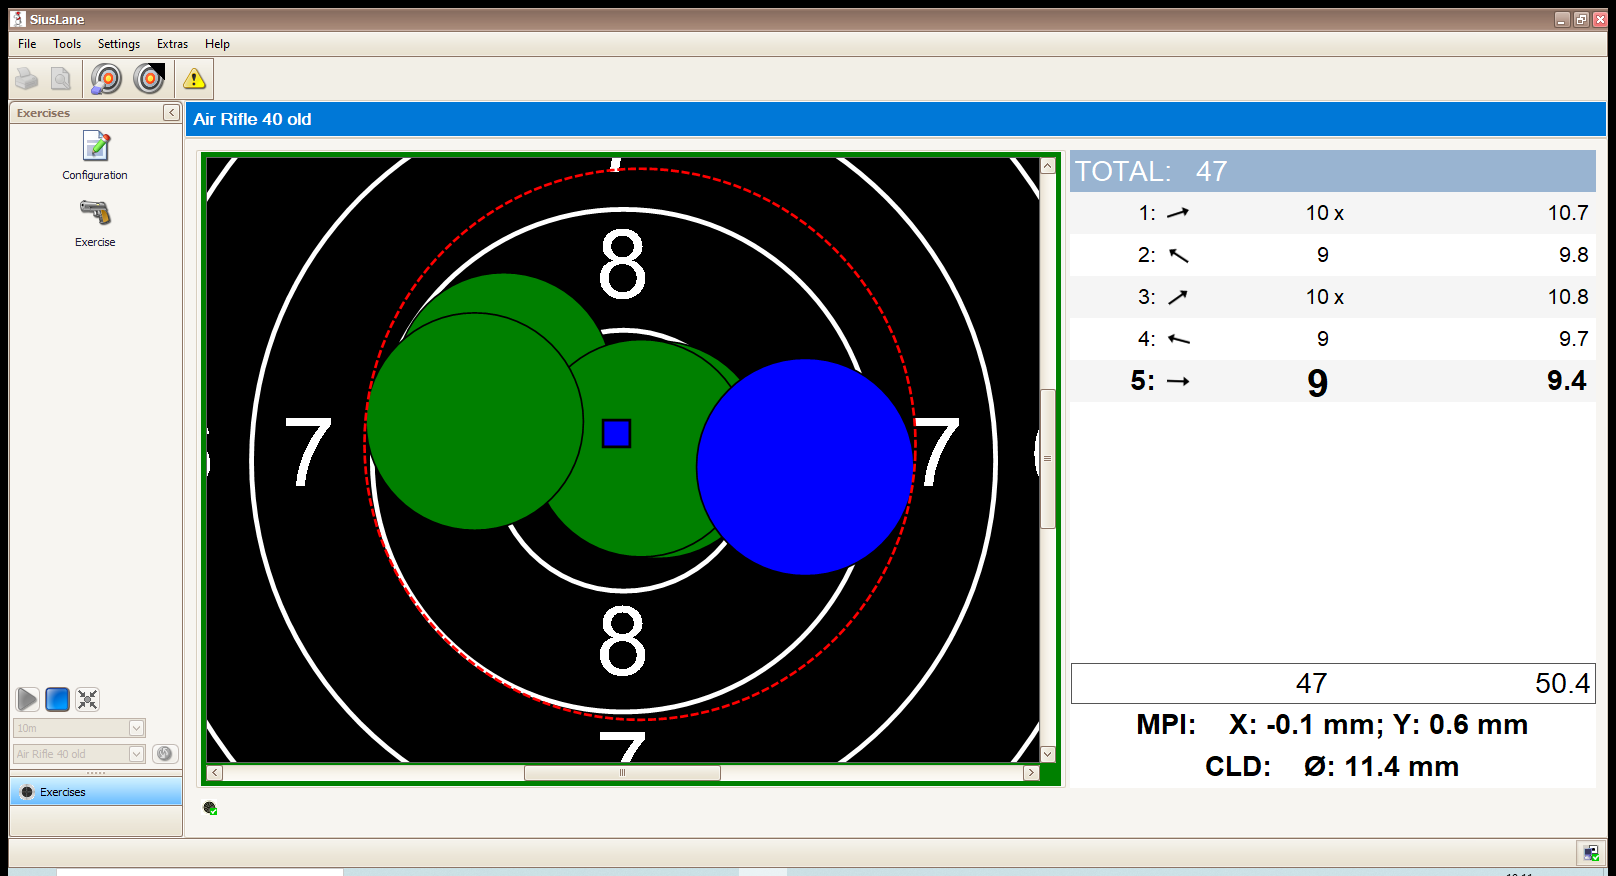 SiusLane
File Tools Settings Extras Help
Exercises
Configuration
Exercise
10m
Air Rifle 40 old
Exercises
Air Rifle 40 old
8
7 7
8
7
TOTAL: 47
1: 10 x 10.7
2: 9 9.8
3: 10 x 10.8
4: 9 9.7
5: 9 9.4
47 50.4
MPI: X: -0.1 mm; Y: 0.6 mm
CLD: Ø: 11.4 mm